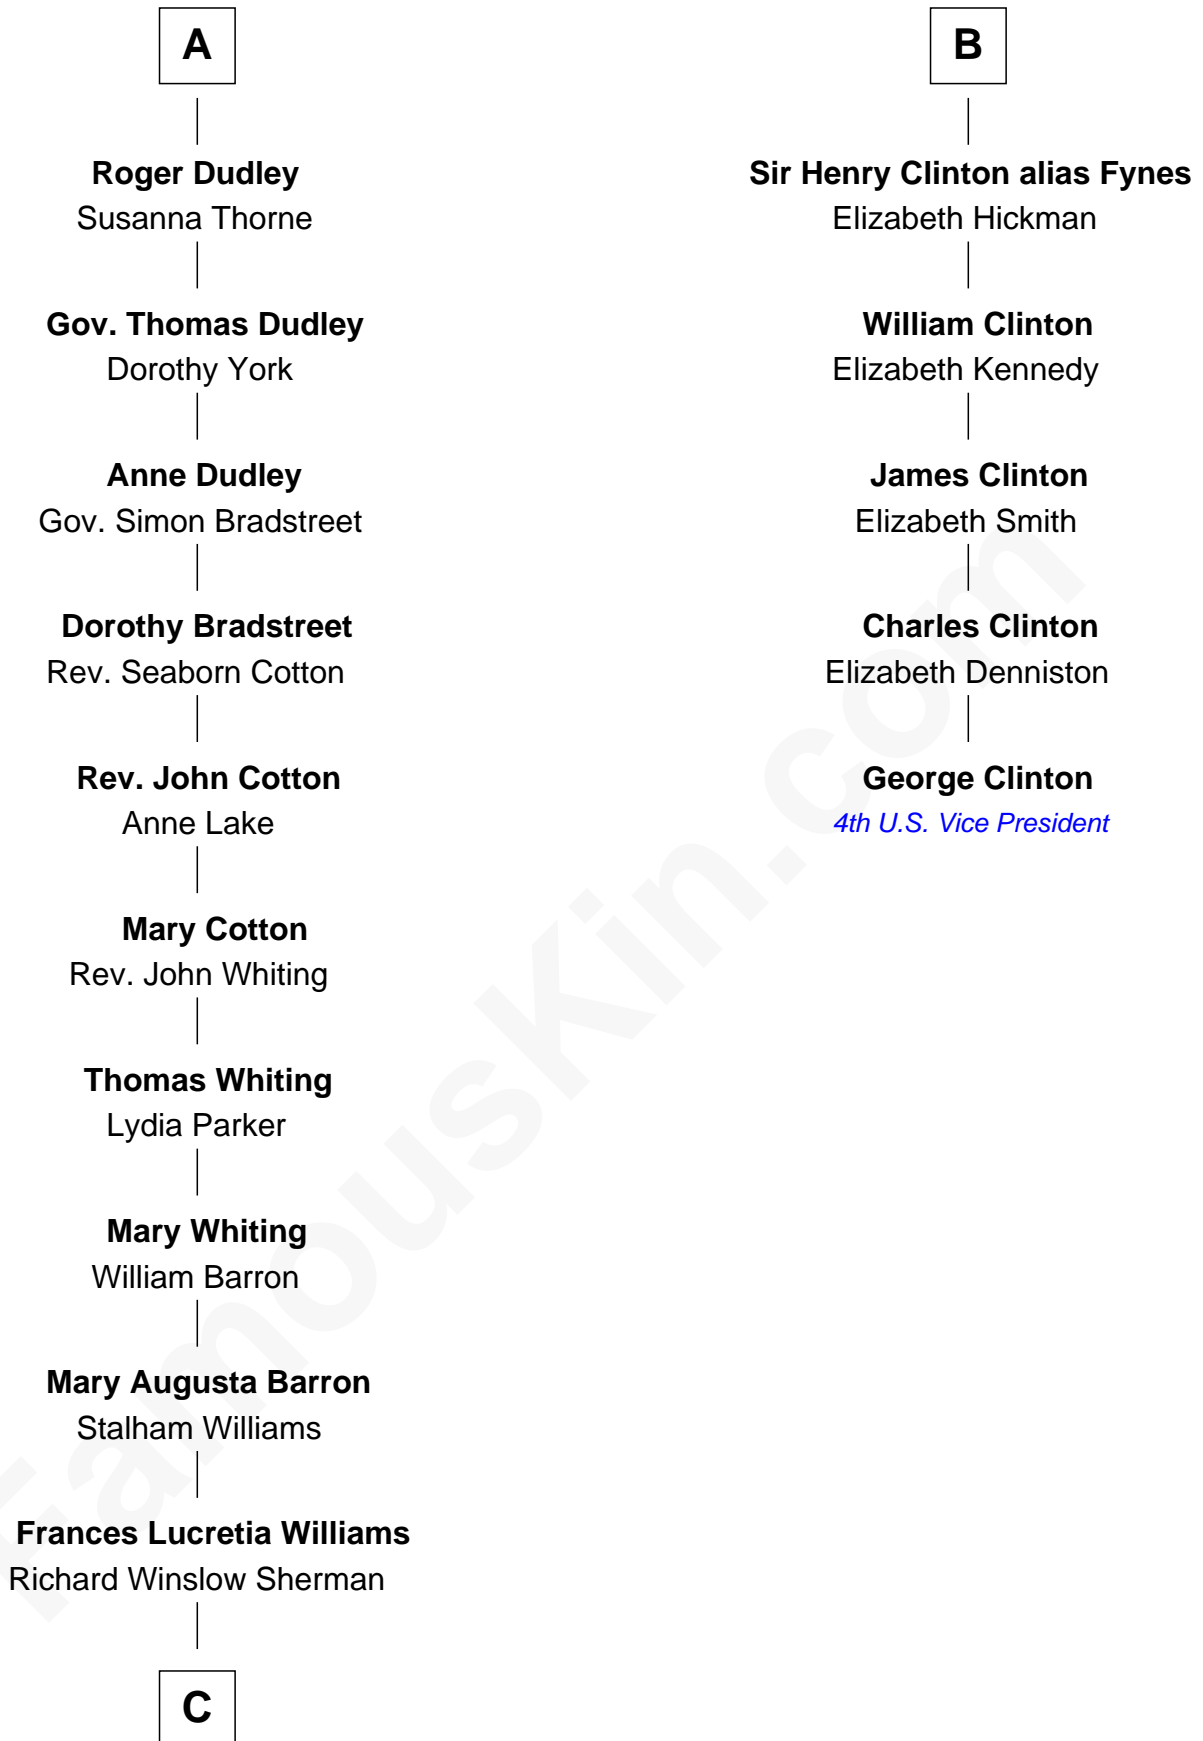 A
Roger Dudley
Susanna Thorne
Gov. Thomas Dudley
Dorothy York
Anne Dudley
Gov. Simon Bradstreet
Dorothy Bradstreet
Rev. Seaborn Cotton
Rev. John Cotton
Anne Lake
Mary Cotton
Rev. John Whiting
Thomas Whiting
Lydia Parker
Mary Whiting
William Barron
Mary Augusta Barron
Stalham Williams
Frances Lucretia Williams
Richard Winslow Sherman
C
B
Sir Henry Clinton alias Fynes
Elizabeth Hickman
William Clinton
Elizabeth Kennedy
James Clinton
Elizabeth Smith
Charles Clinton
Elizabeth Denniston
George Clinton
4th U.S. Vice President
FamousKin.com